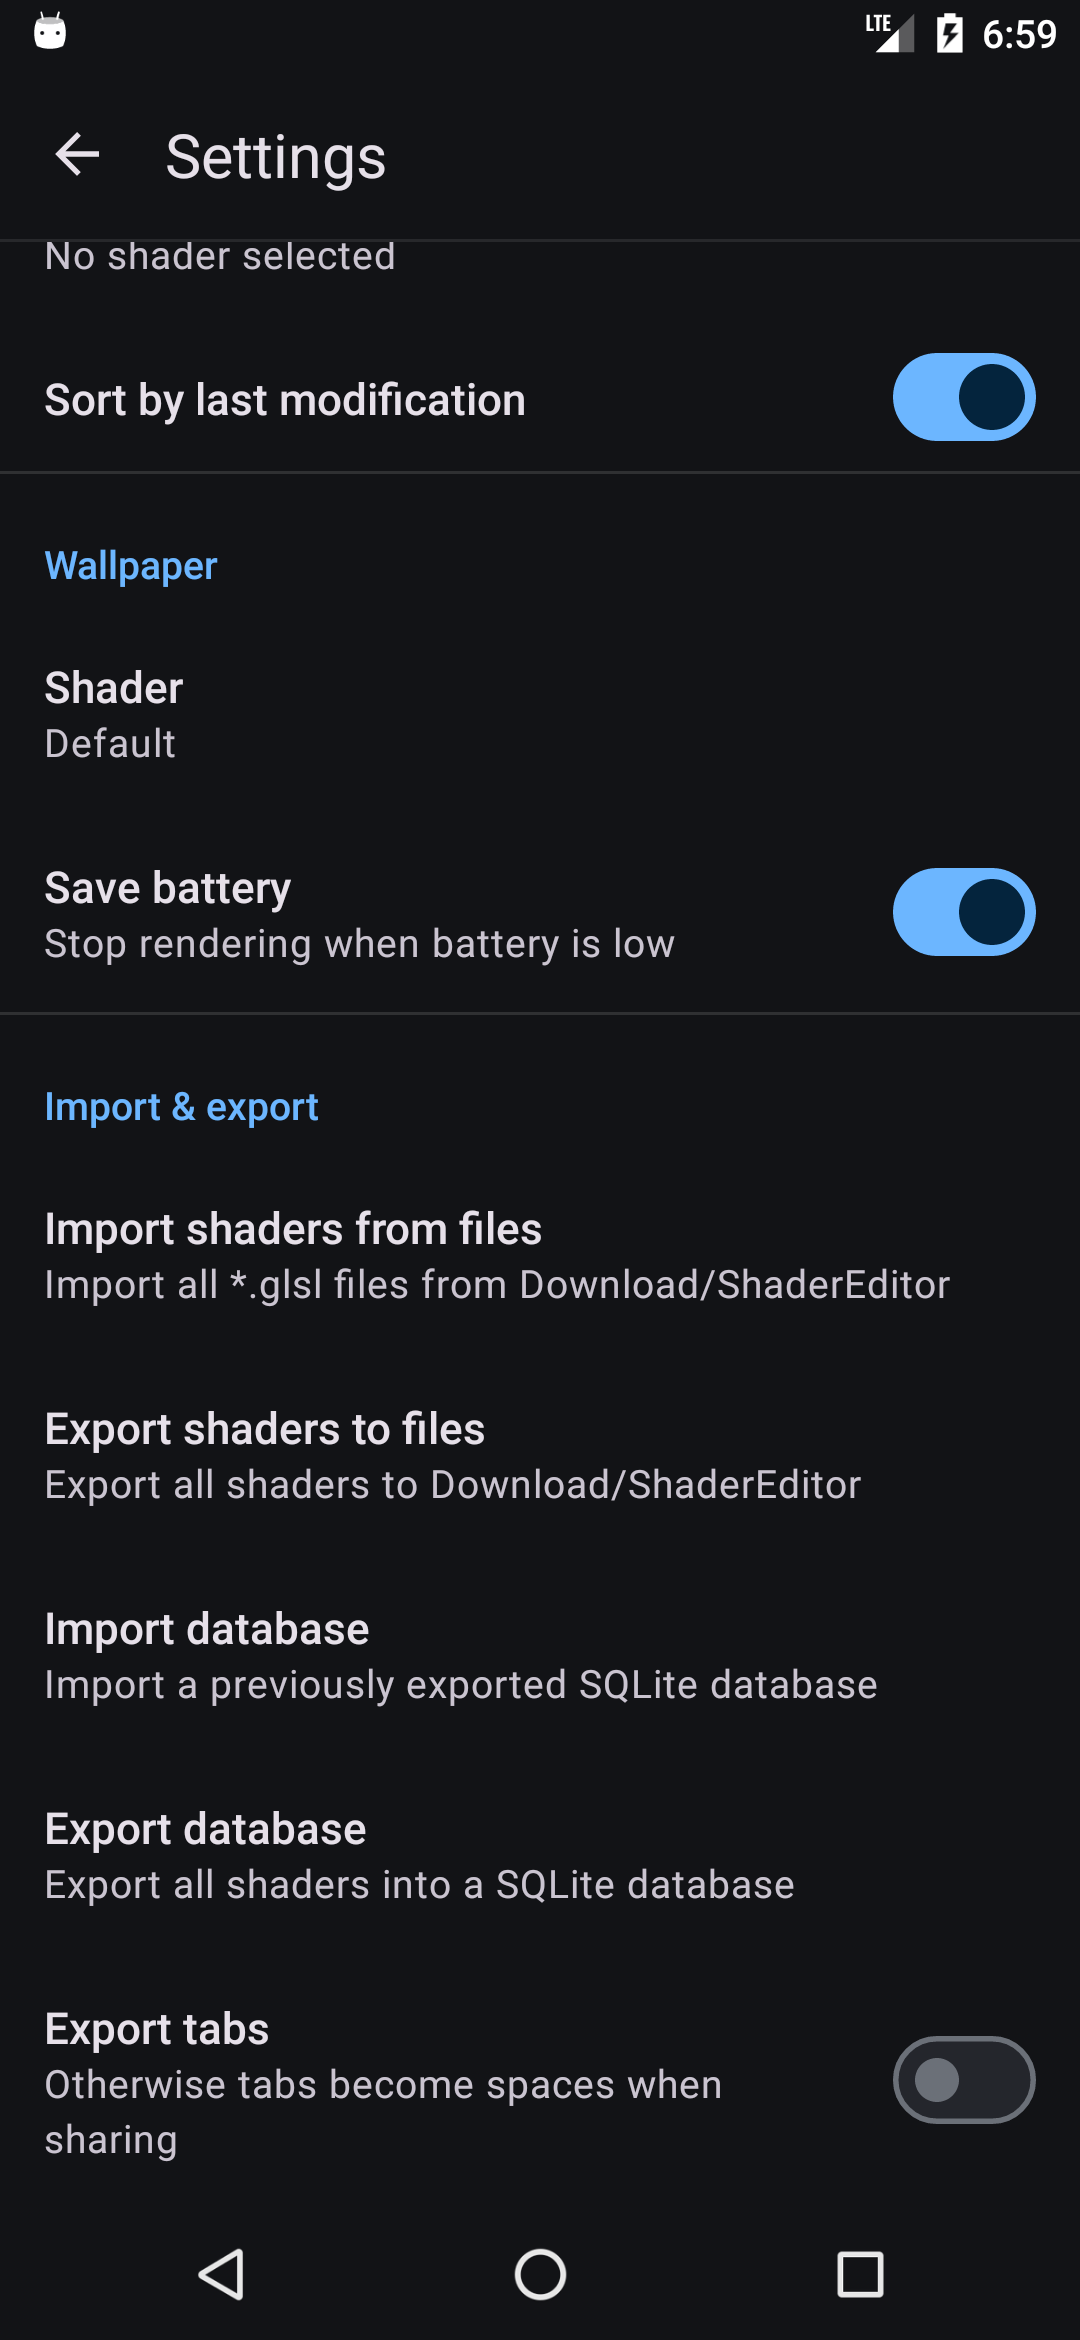 LTE 6:59
Settings
No shader selected
Sort by last modification
Wallpaper
Shader
Default
Save battery
Stop rendering when battery is low
Import & export
Import shaders from files
Import all *.glsl files from Download/ShaderEditor
Export shaders to files
Export all shaders to Download/ShaderEditor
Import database
Import a previously exported SQLite database
Export database
Export all shaders into a SQLite database
Export tabs
Otherwise tabs become spaces when
sharing